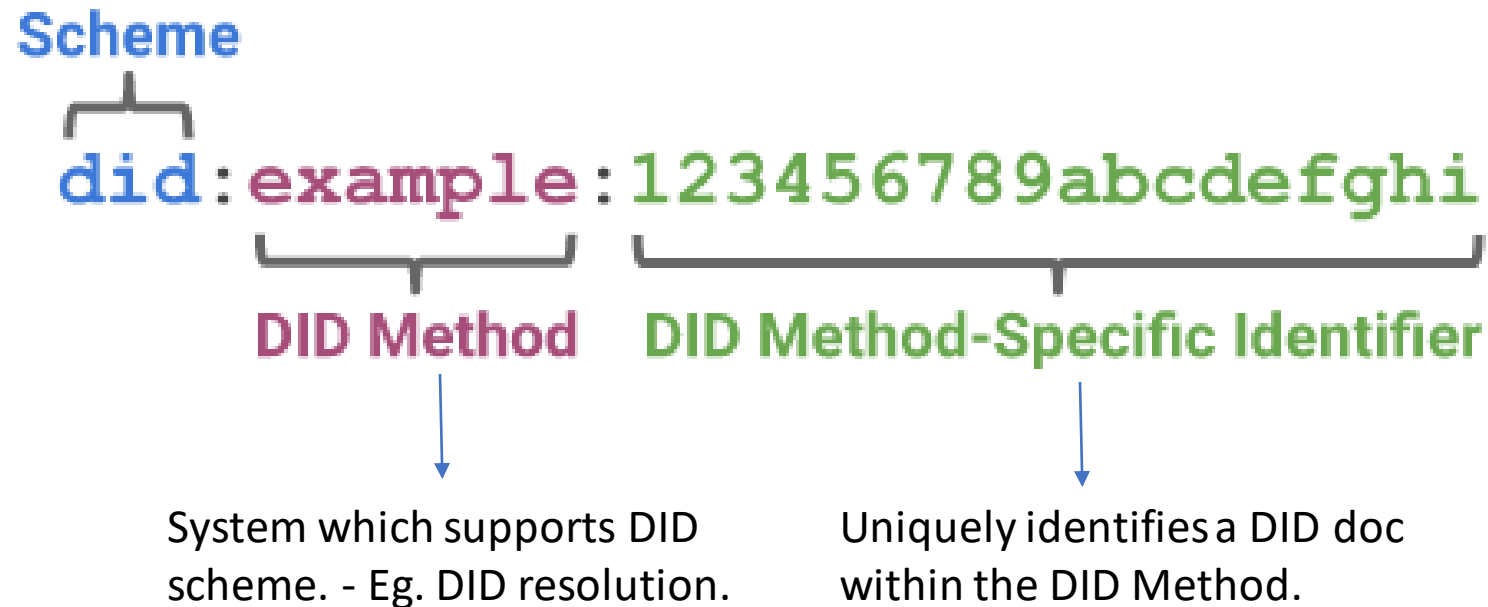 Scheme
did:example:123456789abcdefghi
DID Method
DID Method-Specific Identifier
System which supports DID
scheme. - Eg. DID resolution.
Uniquely identifies a DID doc
within the DID Method.